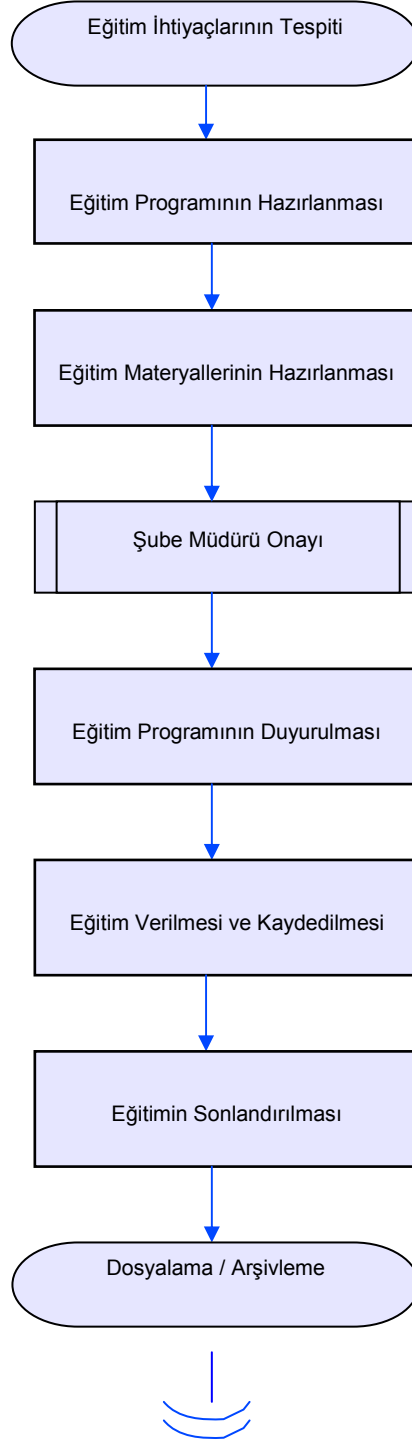 Eğitim İhtiyaçlarının Tespiti
Eğitim Programının Hazırlanması
Eğitim Materyallerinin Hazırlanması
Şube Müdürü Onayı
Eğitim Programının Duyurulması
Eğitim Verilmesi ve Kaydedilmesi
Eğitimin Sonlandırılması
Dosyalama / Arşivleme